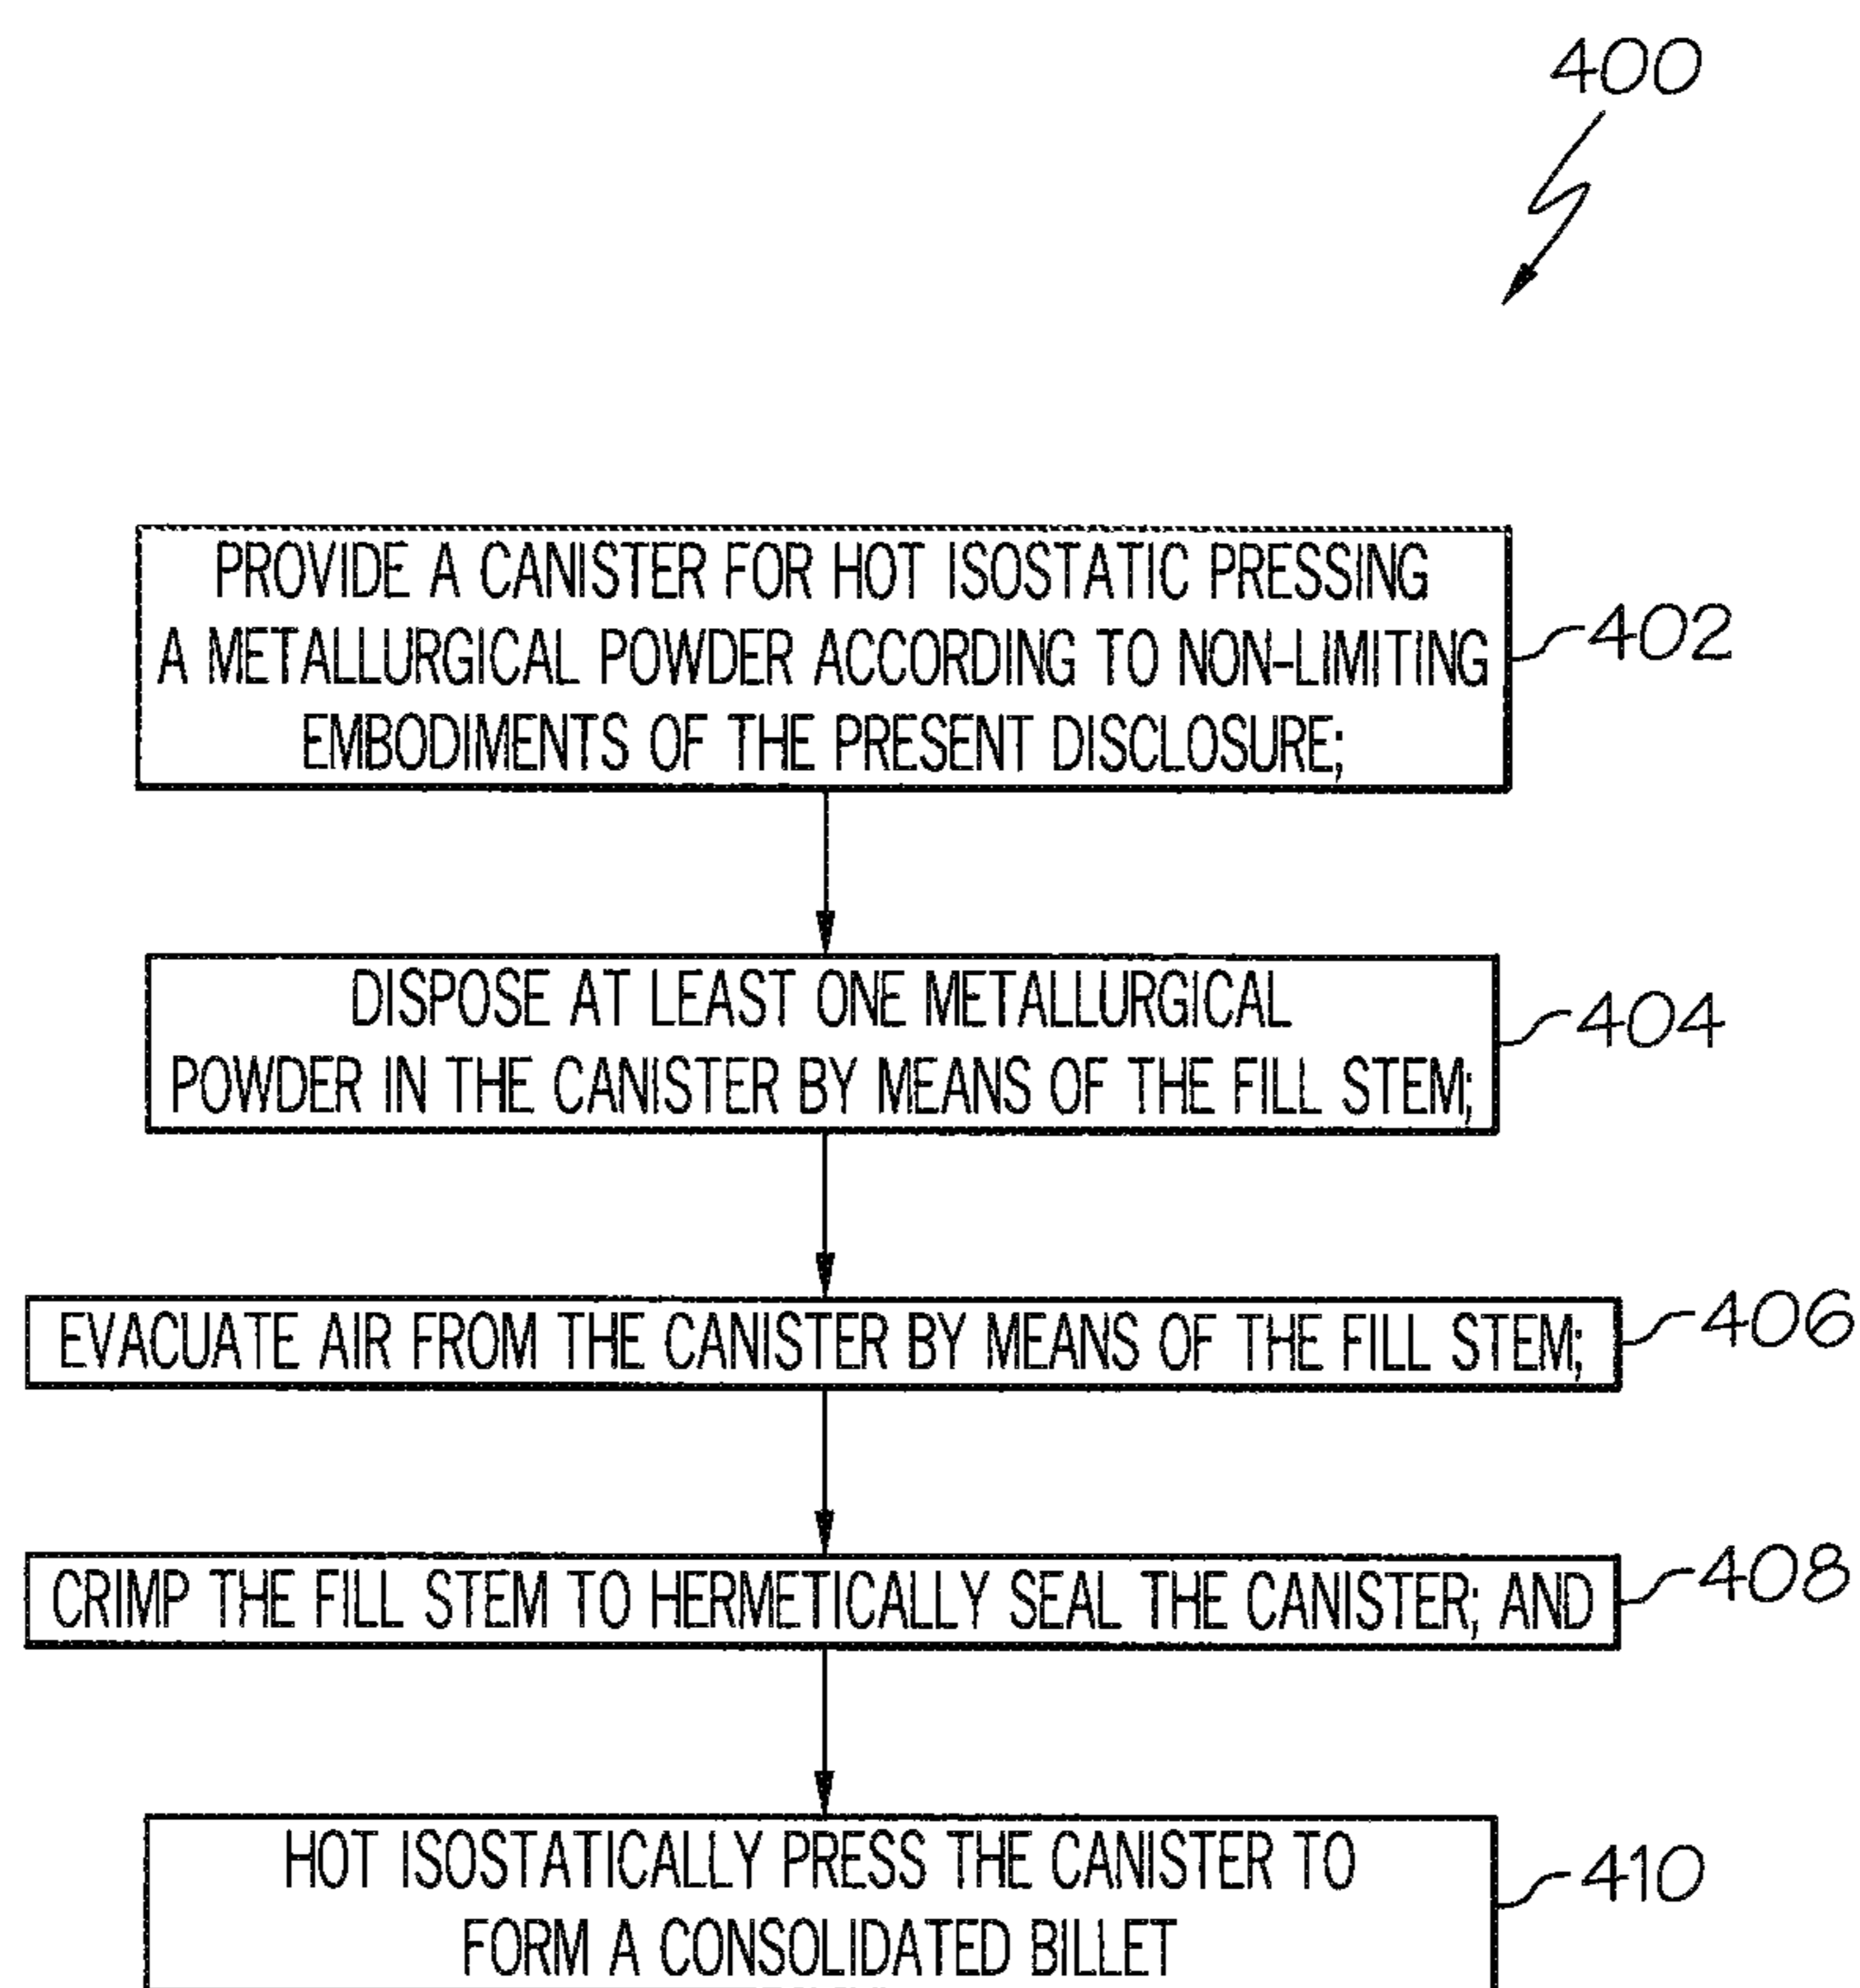 400
PROVIDE A CANISTER FOR HOT ISOSTATIC PRESSING
A METALLURGICAL POWDER ACCORDING TO NON-LIMITING
EMBODIMENTS OF THE PRESENT DISCLOSURE;
402
DISPOSE AT LEAST ONE METALLURGICAL
POWDER IN THE CANISTER BY MEANS OF THE FILL STEM;
404
EVACUATE AIR FROM THE CANISTER BY MEANS OF THE FILL STEM;
406
CRIMP THE FILL STEM TO HERMETICALLY SEAL THE CANISTER; AND
408
HOT ISOSTATICALLY PRESS THE CANISTER TO
FORM A CONSOLIDATED BILLET
410